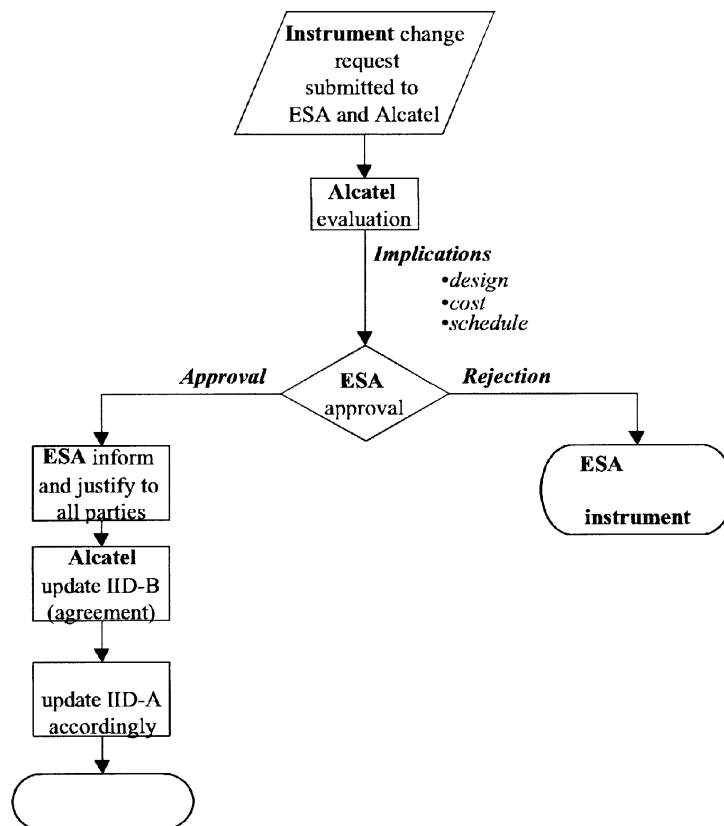 Instrument change
request
submitted to
ESA and Alcatel
Alcatel
evaluation
Implications
•design
•cost
•schedule
Approval
ESA
approval
Rejection
ESA inform
and justify to
all parties
ESA
instrument
Alcatel
update IID-B
(agreement)
update IID-A
accordingly